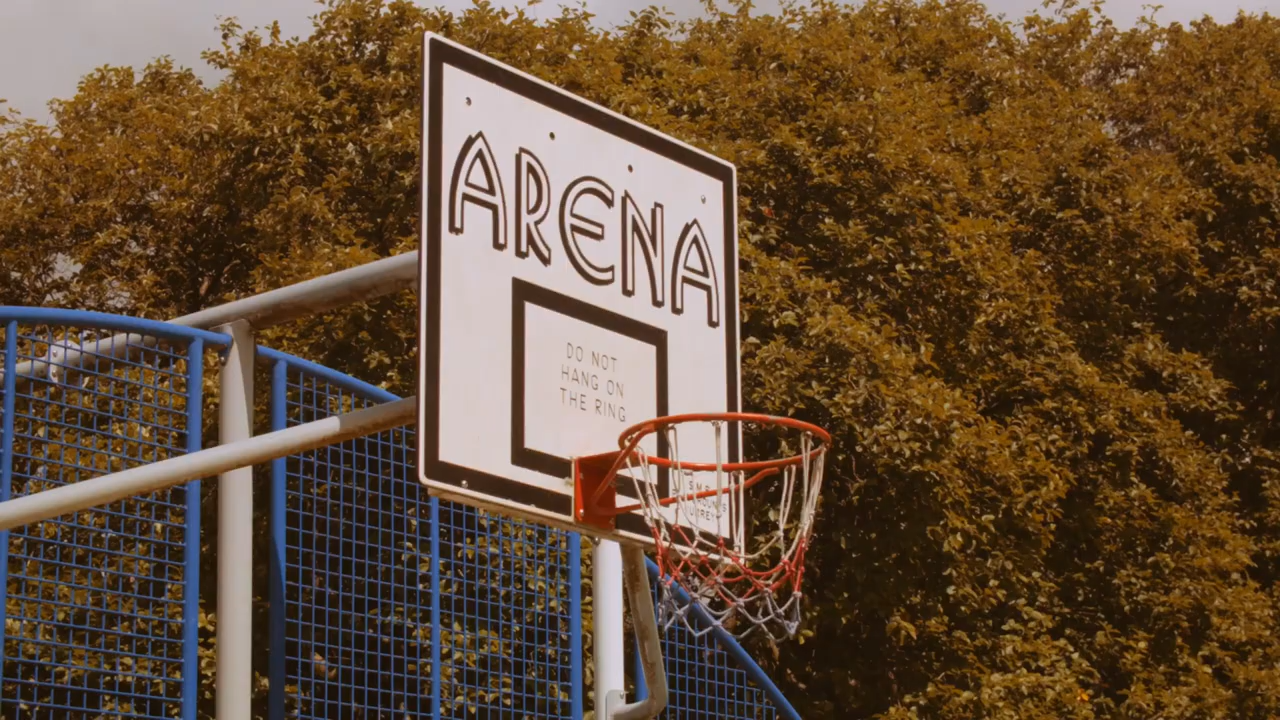 ARENA
DO NOT
HANG ON
THE RING